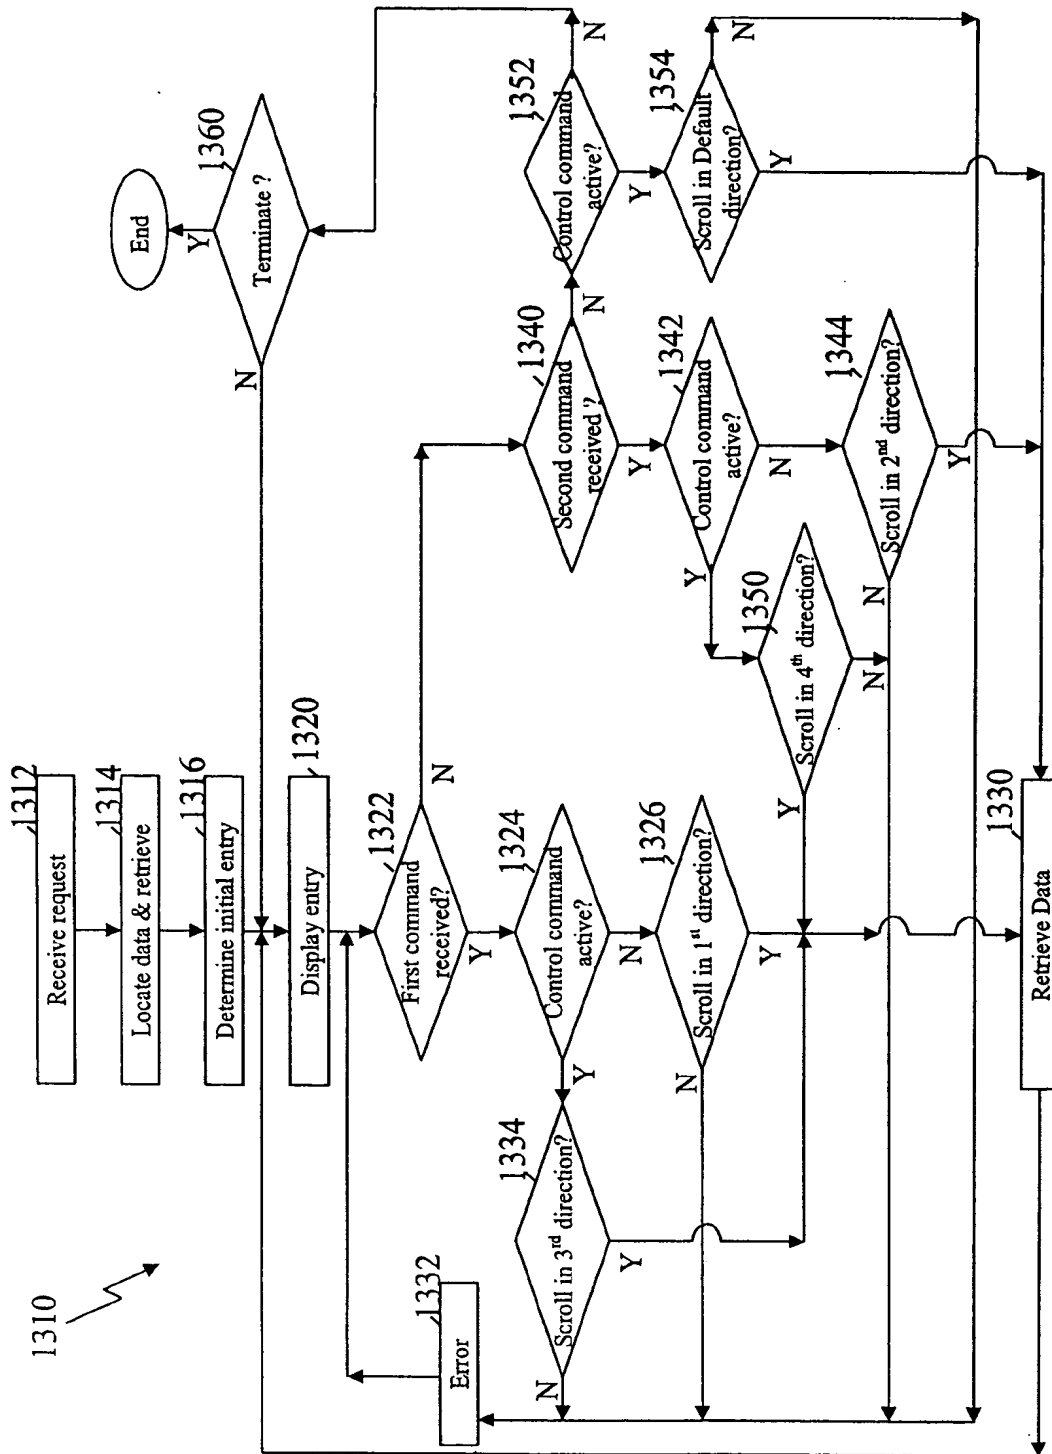 1310
1312
Receive request
1314
Locate data & retrieve
1316
Determine initial entry
1320
Display entry
End
Y
1360
Terminate ?
N
1322
First command
received?
N
Y
1324
Control command
active?
Y
N
1326
Scroll in 1st direction?
N
Y
1334
Scroll in 3rd direction?
N
Y
1332
Error
1340
Second command
received ?
N
Y
1342
Control command
active?
Y
N
1344
Scroll in 2nd direction?
N
Y
1350
Scroll in 4th direction?
Y
N
1352
Control command
active?
N
Y
1354
Scroll in Default
direction?
N
Y
1330
Retrieve Data